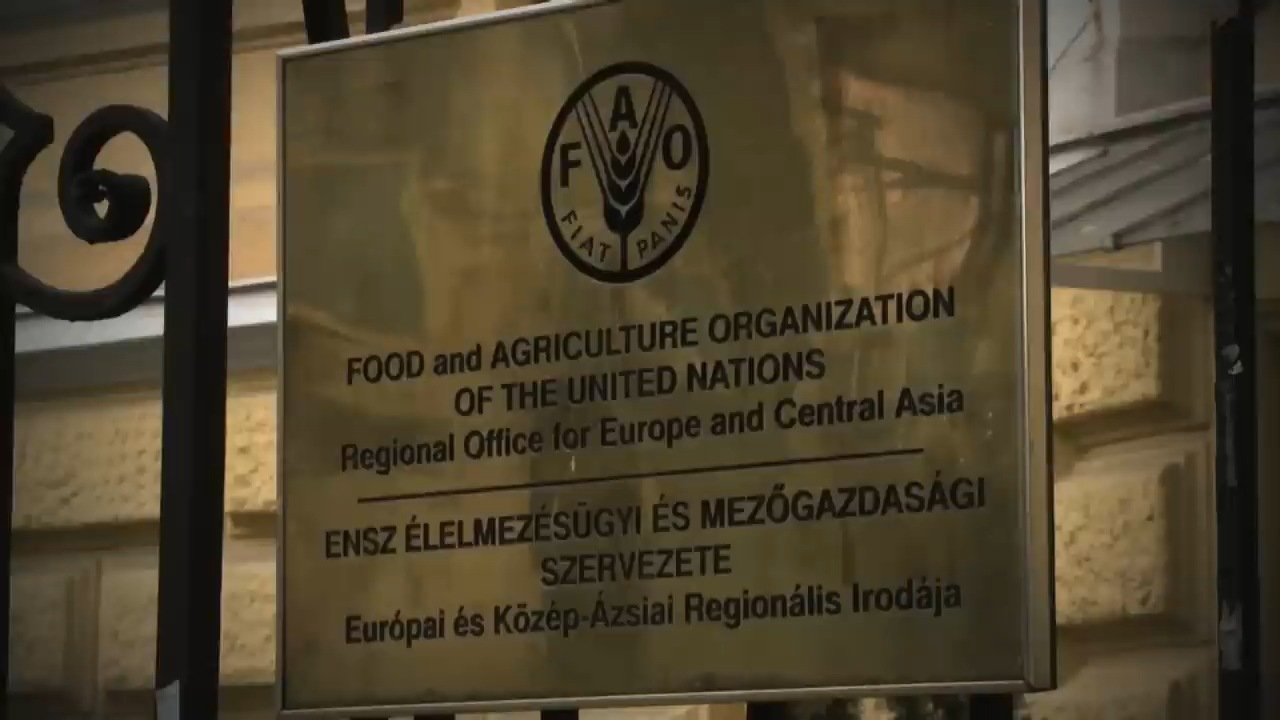 F A O
FIAT PANIS
FOOD and AGRICULTURE ORGANIZATION
OF THE UNITED NATIONS
Regional Office for Europe and Central Asia
ENSZ ÉLELMEZÉSÜGYI ÉS MEZŐGAZDASÁGI
SZERVEZETE
Európai és Közép-Ázsiai Regionális Irodája